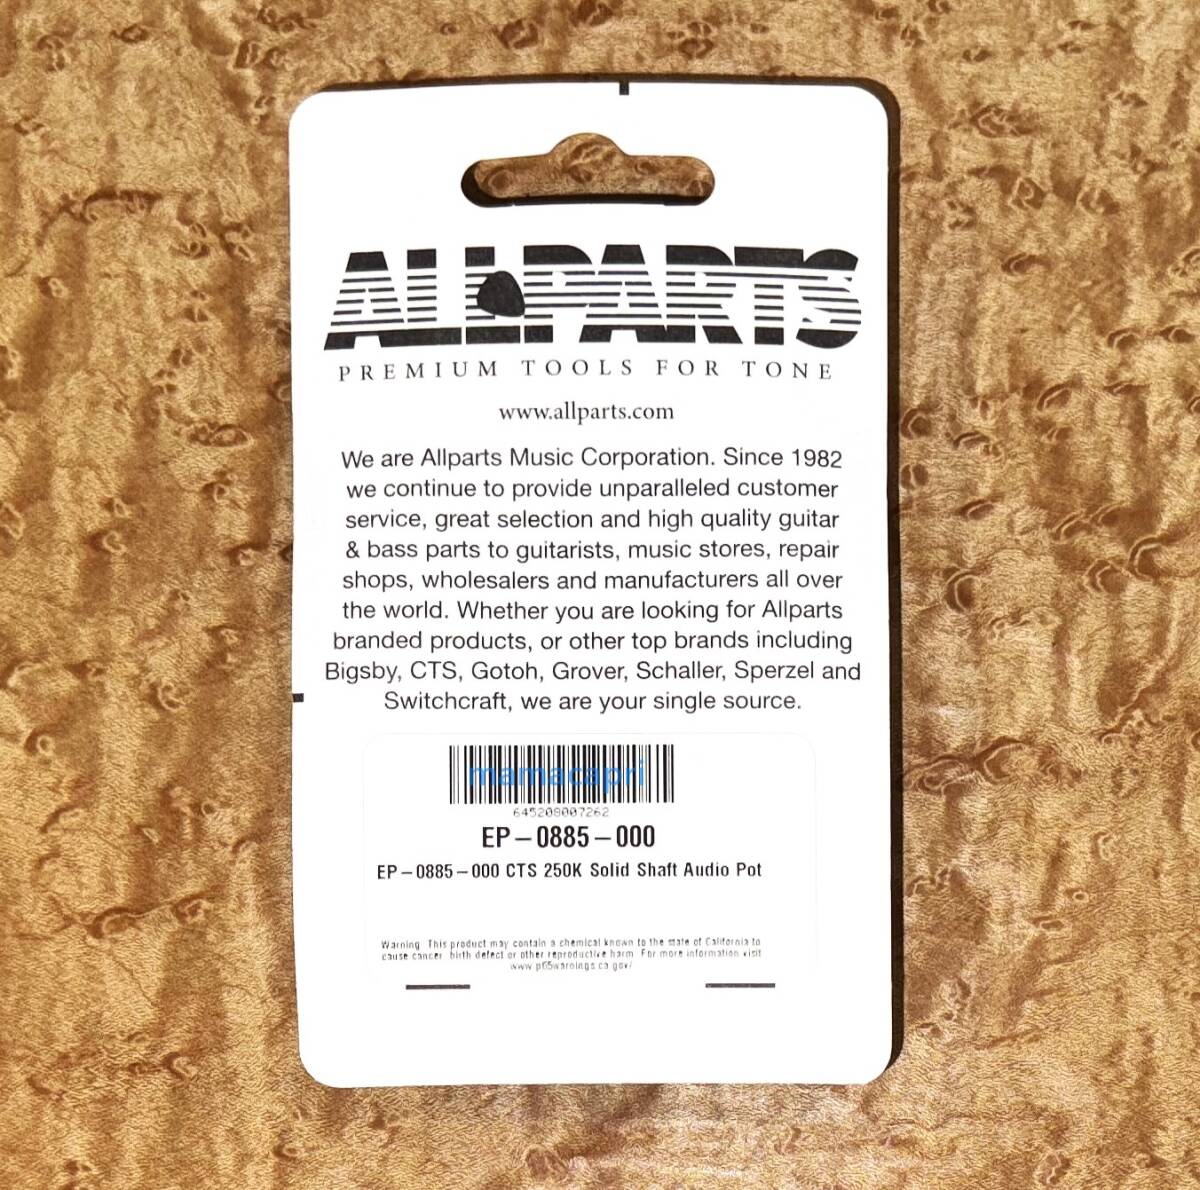 ALLPARTS
PREMIUM TOOLS FOR TONE
www.allparts.com
We are Allparts Music Corporation. Since 1982
we continue to provide unparalleled customer
service, great selection and high quality guitar
& bass parts to guitarists, music stores, repair
shops, wholesalers and manufacturers all over
the world. Whether you are looking for Allparts
branded products, or other top brands including
Bigsby, CTS, Gotoh, Grover, Schaller, Sperzel and
Switchcraft, we are your single source.
mamacapri
645208007262
EP-0885-000
EP-0885-000 CTS 250K Solid Shaft Audio Pot
Warning This product may contain a chemical known to the state of California to
cause cancer birth defect or other reproductive harm For more information visit
www p65warnings ca gov/